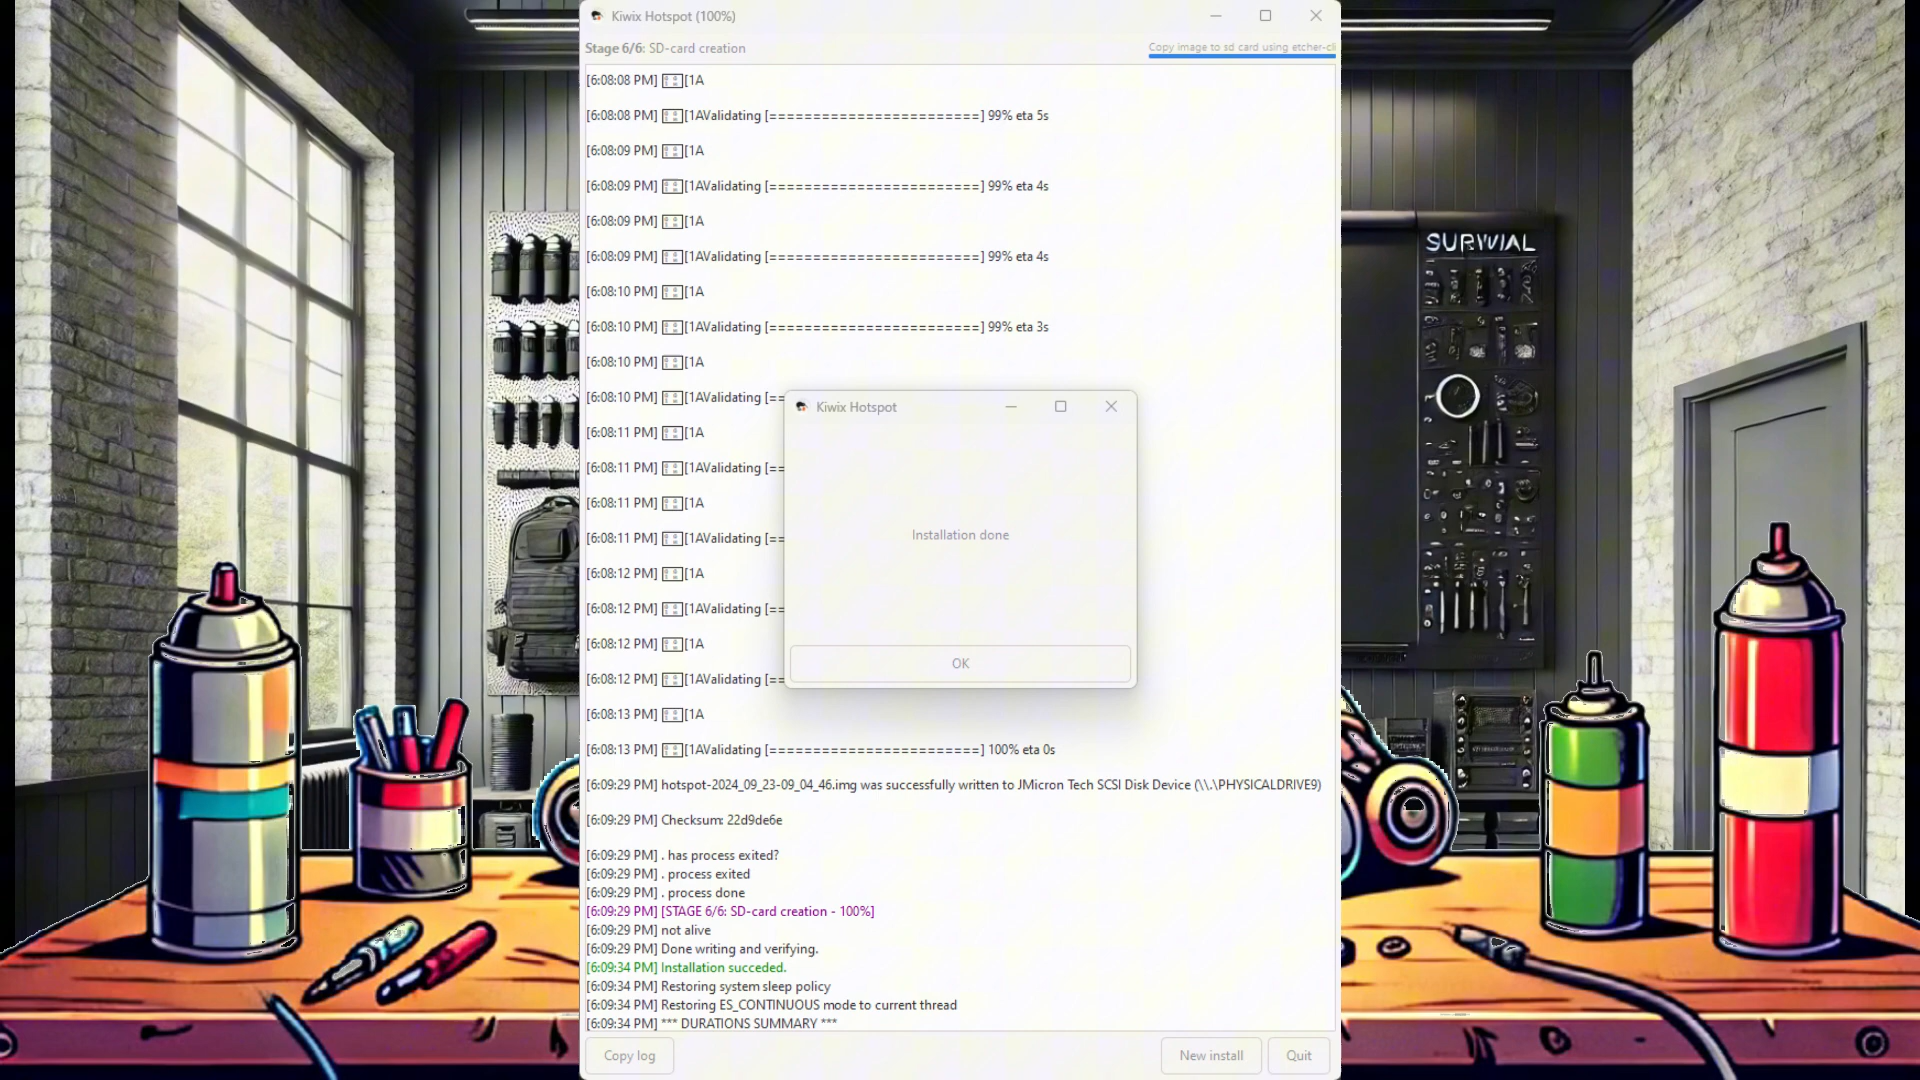 Kiwix Hotspot (100%)
Stage 6/6: SD-card creation
Copy image to sd card using etcher-cli
[6:08:08 PM] [1A
[6:08:08 PM] [1AValidating [========================] 99% eta 5s
[6:08:09 PM] [1A
[6:08:09 PM] [1AValidating [========================] 99% eta 4s
[6:08:09 PM] [1A
[6:08:09 PM] [1AValidating [========================] 99% eta 4s
[6:08:10 PM] [1A
[6:08:10 PM] [1AValidating [========================] 99% eta 3s
[6:08:10 PM] [1A
[6:08:10 PM] [1AValidating [==
[6:08:11 PM] [1A
[6:08:11 PM] [1AValidating [==
[6:08:11 PM] [1A
[6:08:11 PM] [1AValidating [==
[6:08:12 PM] [1A
[6:08:12 PM] [1AValidating [==
[6:08:12 PM] [1A
[6:08:12 PM] [1AValidating [==
[6:08:13 PM] [1A
[6:08:13 PM] [1AValidating [========================] 100% eta 0s
[6:09:29 PM] hotspot-2024_09_23-09_04_46.img was successfully written to JMicron Tech SCSI Disk Device (\\.\PHYSICALDRIVE9)
[6:09:29 PM] Checksum: 22d9de6e
[6:09:29 PM] . has process exited?
[6:09:29 PM] . process exited
[6:09:29 PM] . process done
[6:09:29 PM] [STAGE 6/6: SD-card creation - 100%]
[6:09:29 PM] not alive
[6:09:29 PM] Done writing and verifying.
[6:09:34 PM] Installation succeded.
[6:09:34 PM] Restoring system sleep policy
[6:09:34 PM] Restoring ES_CONTINUOUS mode to current thread
[6:09:34 PM] *** DURATIONS SUMMARY ***
Copy log
New install
Quit
Kiwix Hotspot
Installation done
OK
SURWIAL